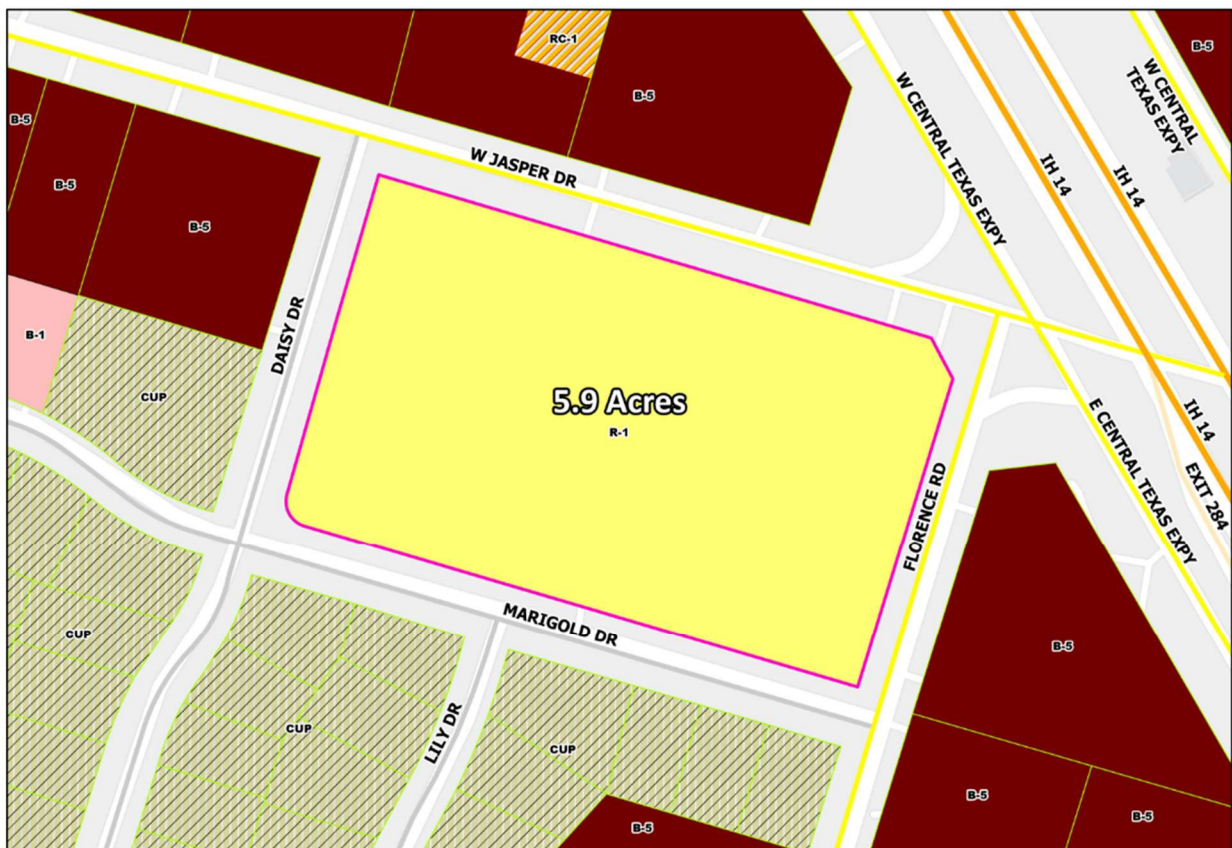 RC-1
B-5
B-5
W CENTRAL
TEXAS EXPY
B-5
B-5
W JASPER DR
W CENTRAL TEXAS EXPY
IH 14
IH 14
B-5
B-5
DAISY DR
B-1
CUP
5.9 Acres
R-1
IH 14
E CENTRAL TEXAS EXPY
EXIT 284
FLORENCE RD
MARIGOLD DR
CUP
B-5
CUP
LILY DR
CUP
B-5
B-5
B-5